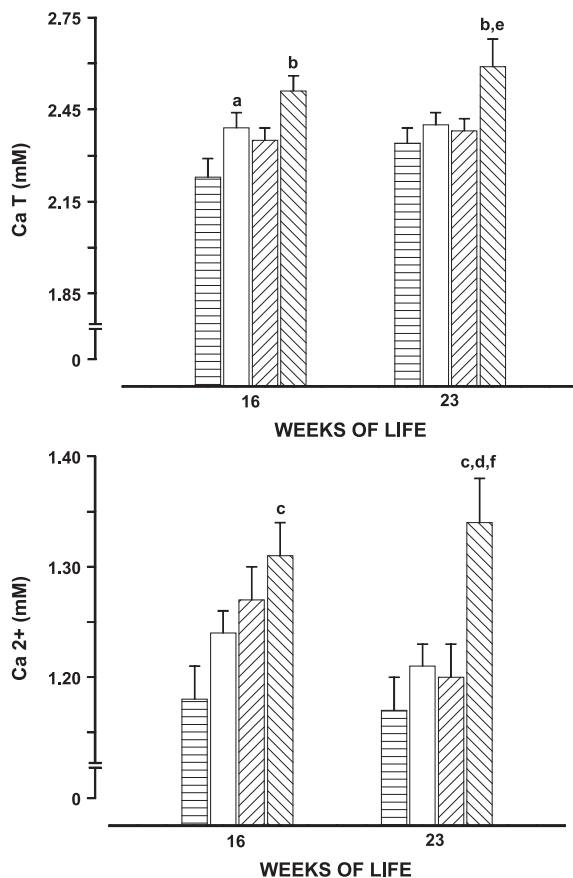 2.75
b,e
b
a
2.45
Ca T (mM)
2.15
1.85
0
16
23
WEEKS OF LIFE
1.40
c,d,f
c
1.30
Ca 2+ (mM)
1.20
0
16
23
WEEKS OF LIFE